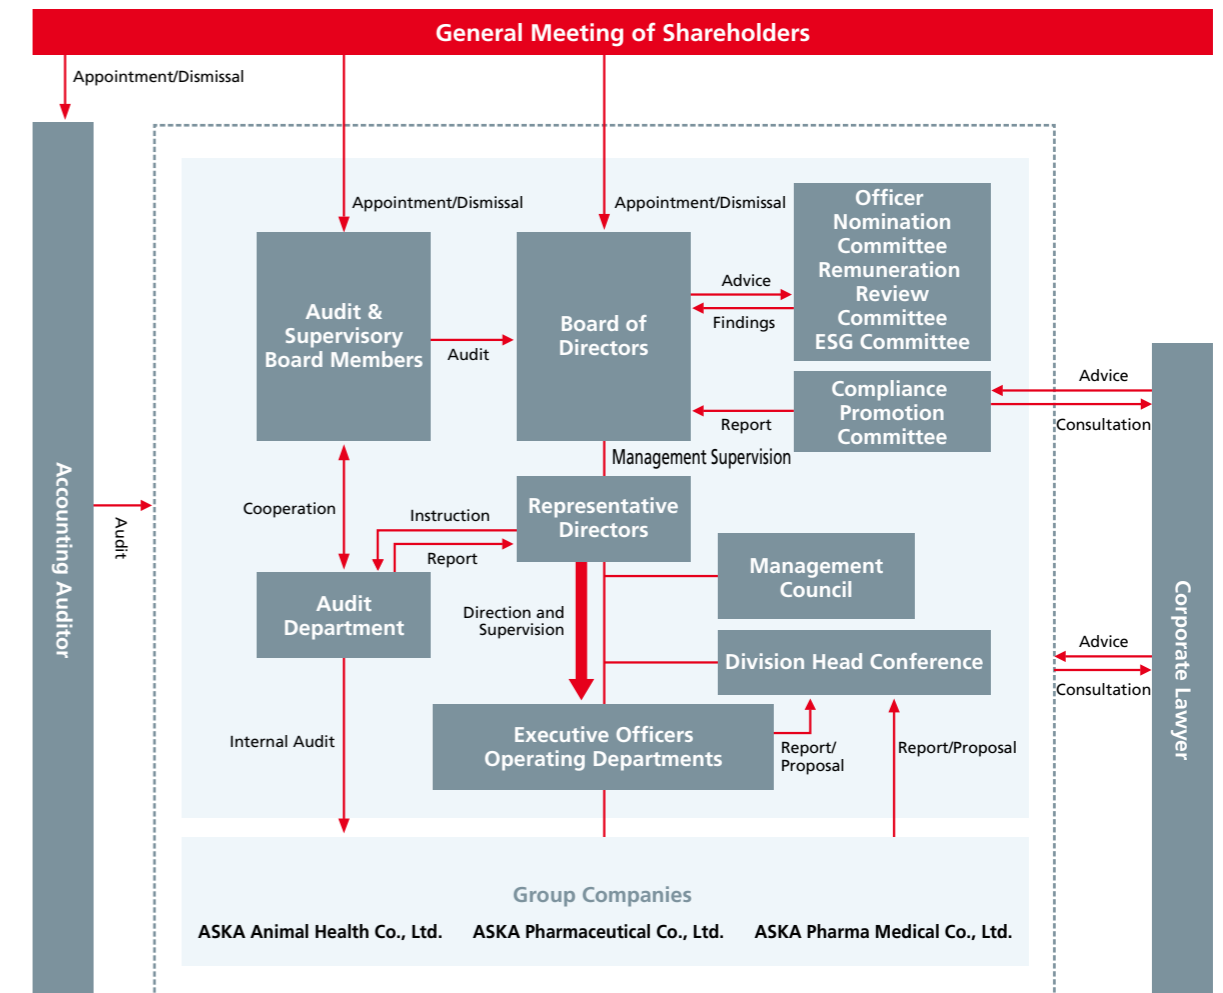 General Meeting of Shareholders
Appointment/Dismissal
Appointment/Dismissal
Appointment/Dismissal
Officer
Nomination
Committee
Remuneration
Review
Committee
ESG Committee
Audit &
Supervisory
Board Members
Audit
Board of
Directors
Advice
Findings
Compliance
Promotion
Committee
Report
Advice
Consultation
Management Supervision
Accounting Auditor
Audit
Cooperation
Instruction
Report
Representative
Directors
Audit
Department
Direction and
Supervision
Management
Council
Division Head Conference
Advice
Consultation
Corporate Lawyer
Internal Audit
Executive Officers
Operating Departments
Report/
Proposal
Report/Proposal
Group Companies
ASKA Animal Health Co., Ltd.
ASKA Pharmaceutical Co., Ltd.
ASKA Pharma Medical Co., Ltd.